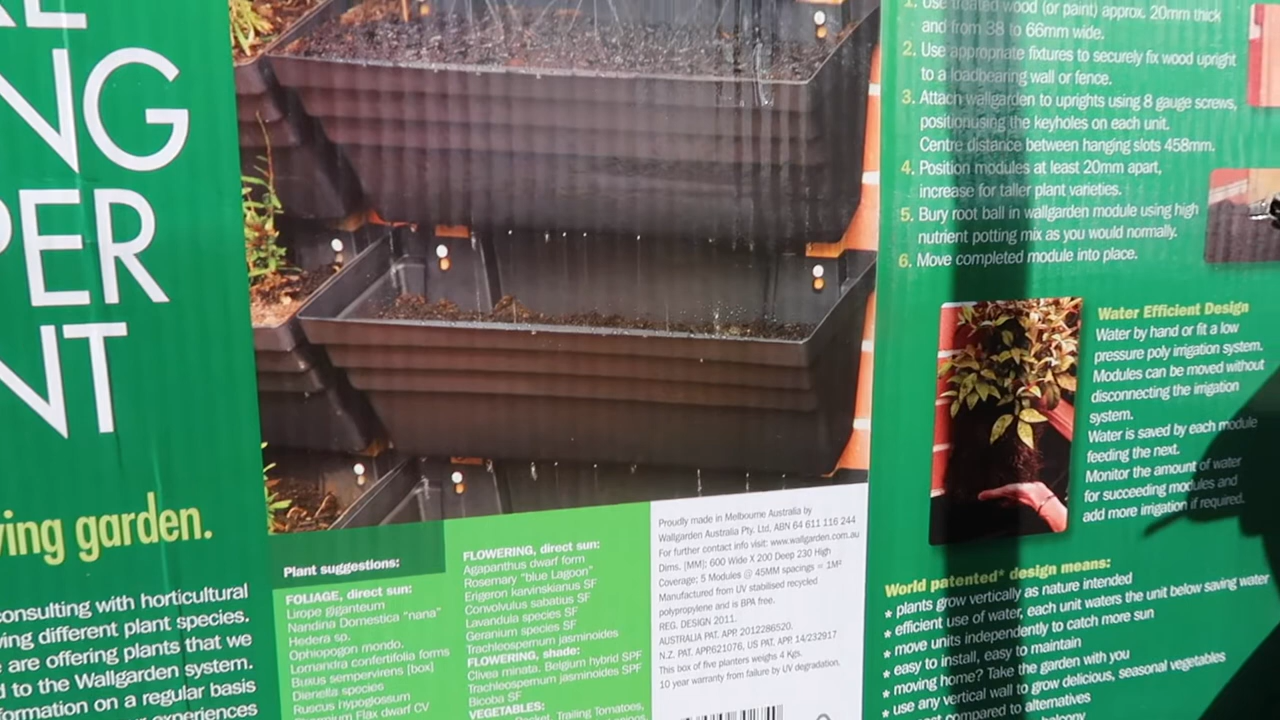 NG
PER
NT
ving garden.
consulting with horticultural
ving different plant species.
are offering plants that we
d to the Wallgarden system.
formation on a regular basis
experiences
Plant suggestions:
FOLIAGE, direct sun:
Liriope giganteum
Nandina Domestica "nana"
Hedera sp.
Ophiopogon mondo.
Lomandra confertifolia forms
Buxus sempervirens [box]
Dienella species
Ruscus hypoglossum
Flax dwarf CV
FLOWERING, direct sun:
Agapanthus dwarf form
Rosemary "blue Lagoon"
Erigeron karvinskianus SF
Convolvulus sabatius SF
Lavandula species SF
Geranium species SF
Trachleospermum jasminoides
FLOWERING, shade:
Clivea minata. Belgium hybrid SPF
Trachleospermum jasminoides SPF
Bicoba SF
VEGETABLES:
Trailing Tomatoes,
Proudly made in Melbourne Australia by
Wallgarden Australia Pty. Ltd. ABN 64 611 116 244
For further contact info visit: www.wallgarden.com.au
Dims. [MM]; 600 Wide X 200 Deep 230 High
Coverage; 5 Modules @ 45MM spacings = 1M²
Manufactured from UV stabilised recycled
polypropylene and is BPA free.
REG. DESIGN 2011.
AUSTRALIA PAT. APP. 2012286520.
N.Z. PAT. APP.621076, US PAT. APP. 14/232917
This box of five planters weighs 4 Kgs.
10 year warranty from failure by UV degradation.
1. Use treated wood (or paint) approx. 20mm thick
and from 38 to 66mm wide.
2. Use appropriate fixtures to securely fix wood upright
to a loadbearing wall or fence.
3. Attach wallgarden to uprights using 8 gauge screws,
positionusing the keyholes on each unit.
Centre distance between hanging slots 458mm.
4. Position modules at least 20mm apart,
increase for taller plant varieties.
5. Bury root ball in wallgarden module using high
nutrient potting mix as you would normally.
6. Move completed module into place.
Water Efficient Design
Water by hand or fit a low
pressure poly irrigation system.
Modules can be moved without
disconnecting the irrigation
system.
Water is saved by each module
feeding the next.
Monitor the amount of water
for succeeding modules and
add more irrigation if required.
World patented* design means:
* plants grow vertically as nature intended
* efficient use of water, each unit waters the unit below saving water
* move units independently to catch more sun
* easy to install, easy to maintain
* moving home? Take the garden with you
* use any vertical wall to grow delicious, seasonal vegetables
compared to alternatives
balcony